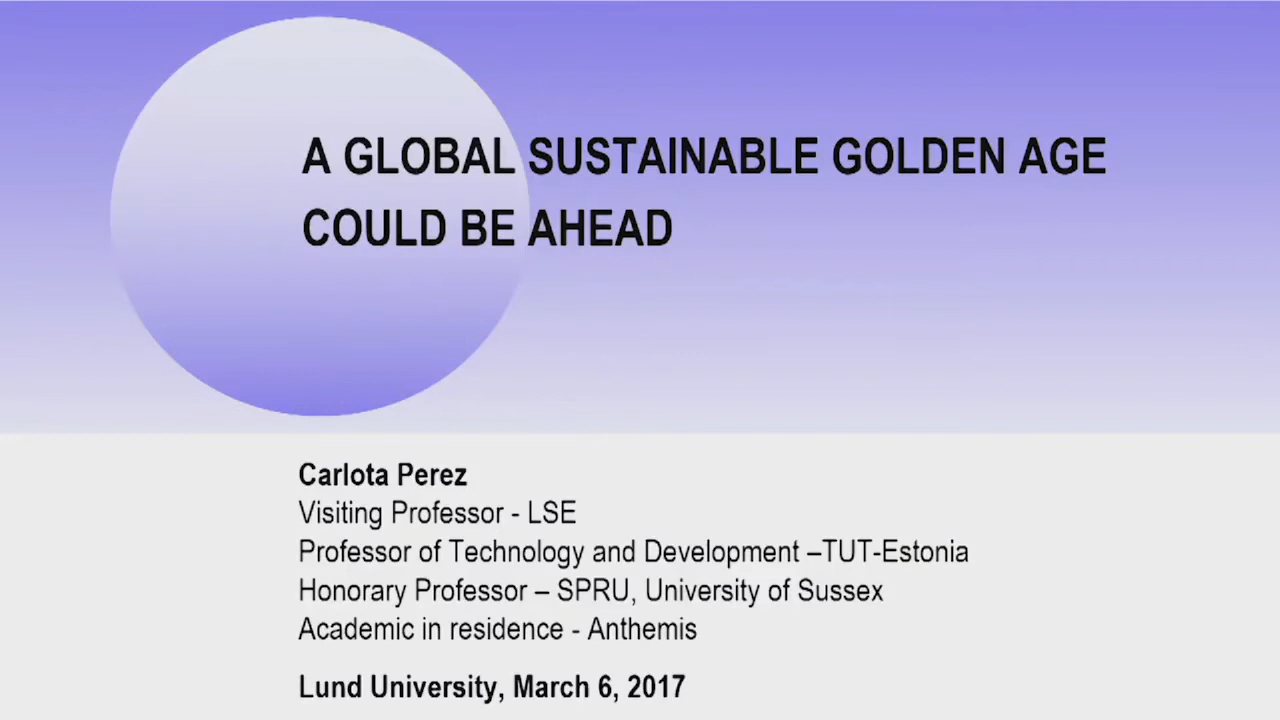 A GLOBAL SUSTAINABLE GOLDEN AGE
COULD BE AHEAD
Carlota Perez
Visiting Professor - LSE
Professor of Technology and Development –TUT-Estonia
Honorary Professor – SPRU, University of Sussex
Academic in residence - Anthemis
Lund University, March 6, 2017